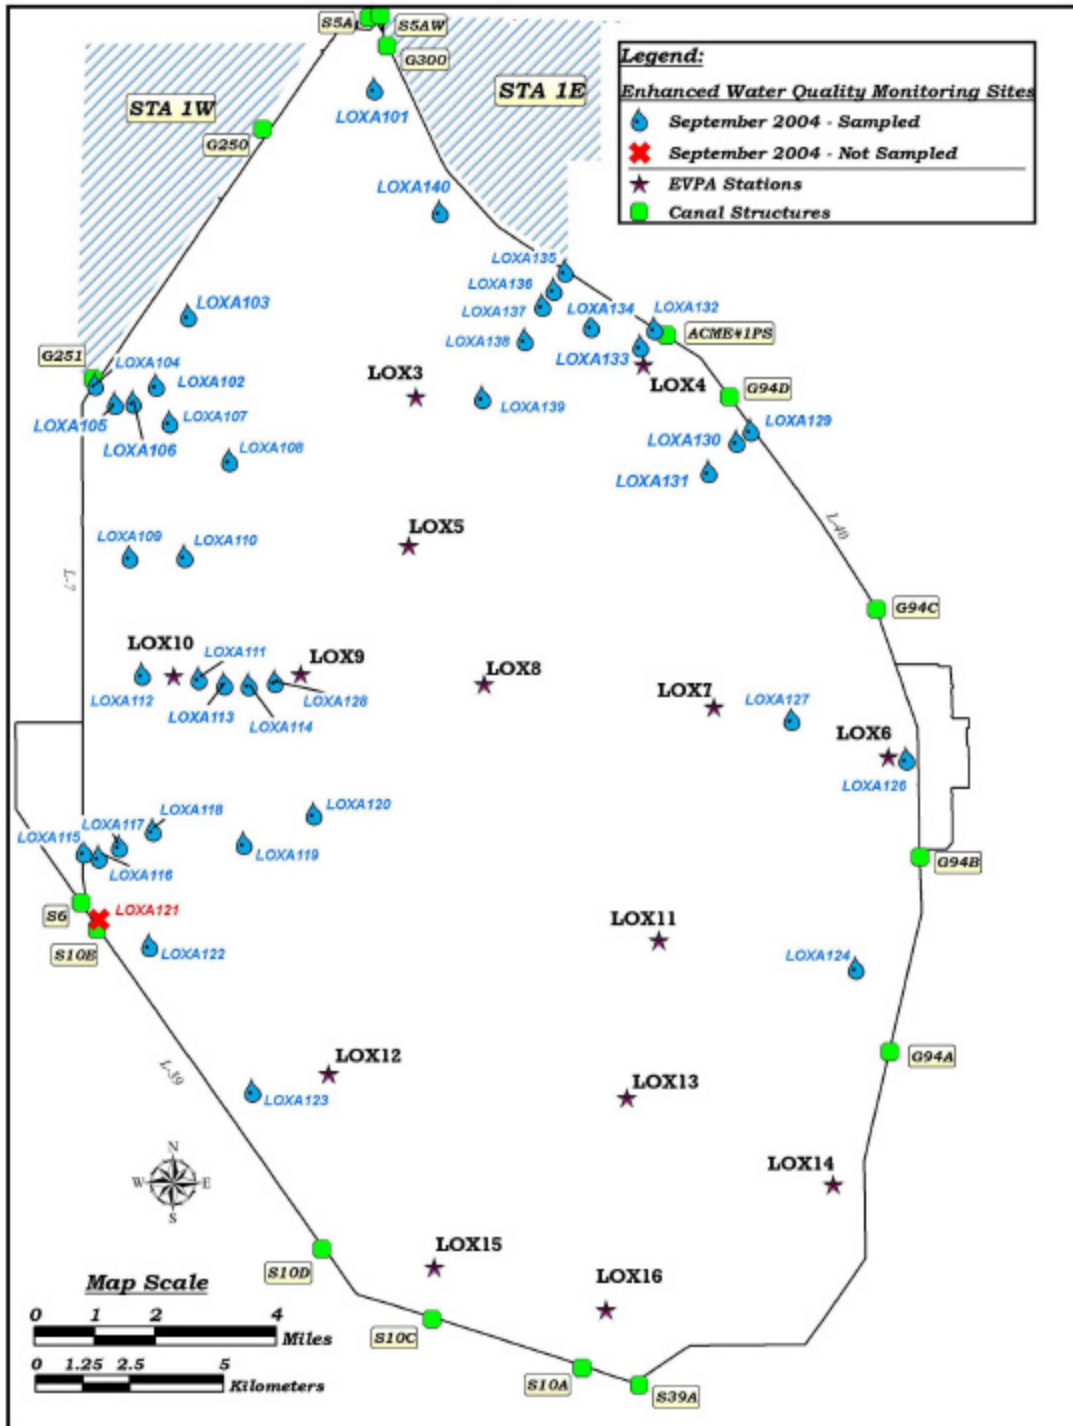 S5A
S5AW
G300
Legend:
Enhanced Water Quality Monitoring Sites
September 2004 - Sampled
September 2004 - Not Sampled
EVPA Stations
Canal Structures
STA 1W
STA 1E
LOXA101
G250
LOXA140
LOXA135
LOXA136
LOXA137
LOXA134
LOXA132
LOXA103
ACME#1PS
LOXA138
LOXA133
G251
LOXA104
LOX3
LOX4
LOXA102
G94D
LOXA139
LOXA107
LOXA105
LOXA129
LOXA106
LOXA130
LOXA108
LOXA131
LOX5
L-40
LOXA109
LOXA110
L-7
G94C
LOX10
LOXA111
LOX9
LOX8
LOX7
LOXA112
LOXA128
LOXA127
LOXA113
LOXA114
LOX6
LOXA126
LOXA120
LOXA118
LOXA117
LOXA115
LOXA119
LOXA116
G94B
S6
LOXA121
LOX11
S10E
LOXA122
LOXA124
LOX12
G94A
L-39
LOX13
LOXA123
N
W
E
S
LOX14
LOX15
S10D
LOX16
Map Scale
0 1 2 4
Miles
S10C
0 1.25 2.5 5
Kilometers
S10A
S39A